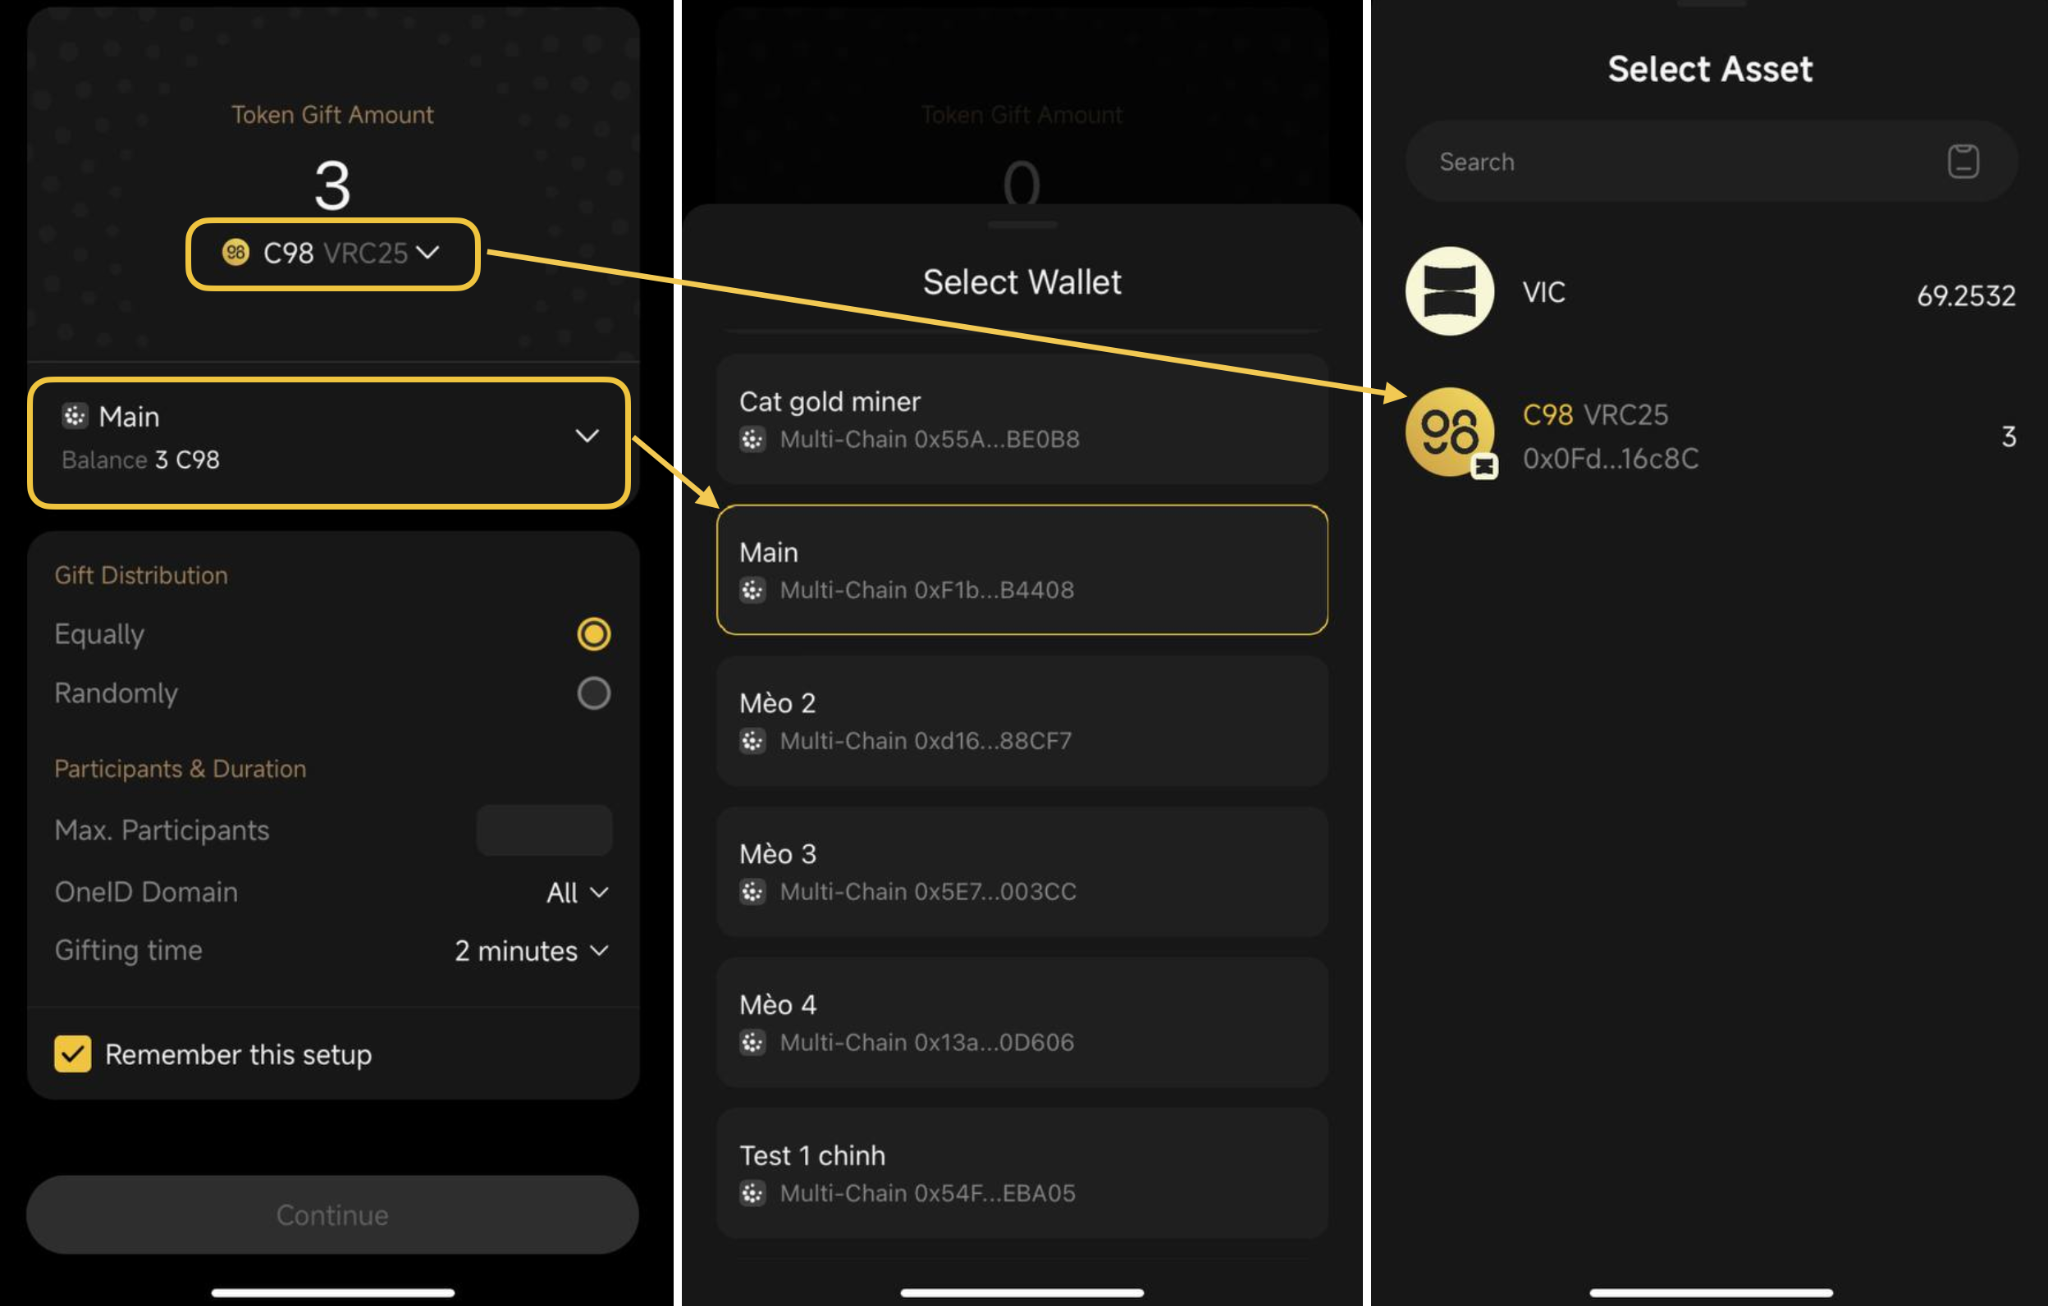 Token Gift Amount
3
C98 VRC25
Main
Balance 3 C98
Gift Distribution
Equally
Randomly
Participants & Duration
Max. Participants
OneID Domain All
Gifting time 2 minutes
Remember this setup
Continue
Token Gift Amount
0
Select Wallet
Cat gold miner
Multi-Chain 0x55A...BE0B8
Main
Multi-Chain 0xF1b...B4408
Mèo 2
Multi-Chain 0xd16...88CF7
Mèo 3
Multi-Chain 0x5E7...003CC
Mèo 4
Multi-Chain 0x13a...0D606
Test 1 chinh
Multi-Chain 0x54F...EBA05
Select Asset
Search
VIC 69.2532
C98 VRC25
0x0Fd...16c8C
3